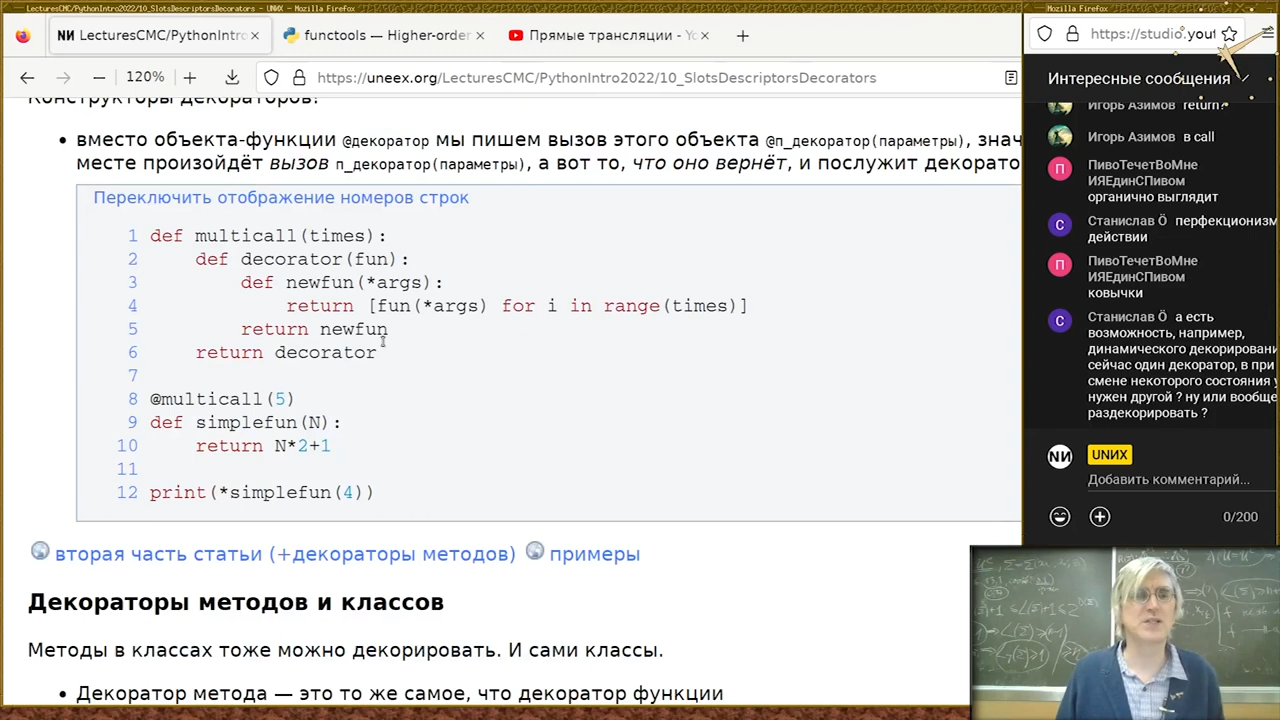 LecturesCMC/PythonIntro2022/10_SlotsDescriptorsDecorators - UNИX - Mozilla Firefox
Mozilla Firefox
LecturesCMC/PythonIntro
functools — Higher-order
Прямые трансляции - Yo
https://studio.yout
120%
https://uneex.org/LecturesCMC/PythonIntro2022/10_SlotsDescriptorsDecorators
Интересные сообщения
Конструкторы декораторов!
вместо объекта-функции @декоратор мы пишем вызов этого объекта @п_декоратор(параметры), знач
месте произойдёт вызов п_декоратор(параметры), а вот то, что оно вернёт, и послужит декорато
Переключить отображение номеров строк
1 def multicall(times):
2 def decorator(fun):
3 def newfun(*args):
4 return [fun(*args) for i in range(times)]
5 return newfun
6 return decorator
7
8 @multicall(5)
9 def simplefun(N):
10 return N*2+1
11
12 print(*simplefun(4))
вторая часть статьи (+декораторы методов) примеры
Декораторы методов и классов
Методы в классах тоже можно декорировать. И сами классы.
Декоратор метода — это то же самое, что декоратор функции
Игорь Азимов return?
Игорь Азимов в call
П ПивоТечетВоМне
ИЯЕдинСПивом
органично выглядит
С Станислав Ö перфекционизм
действии
П ПивоТечетВоМне
ИЯЕдинСПивом
ковычки
С Станислав Ö а есть
возможность, например,
динамического декорировани
сейчас один декоратор, в при
смене некоторого состояния у
нужен другой ? ну или вообще
раздекорировать ?
NИ UNИX
Добавить комментарий...
0/200